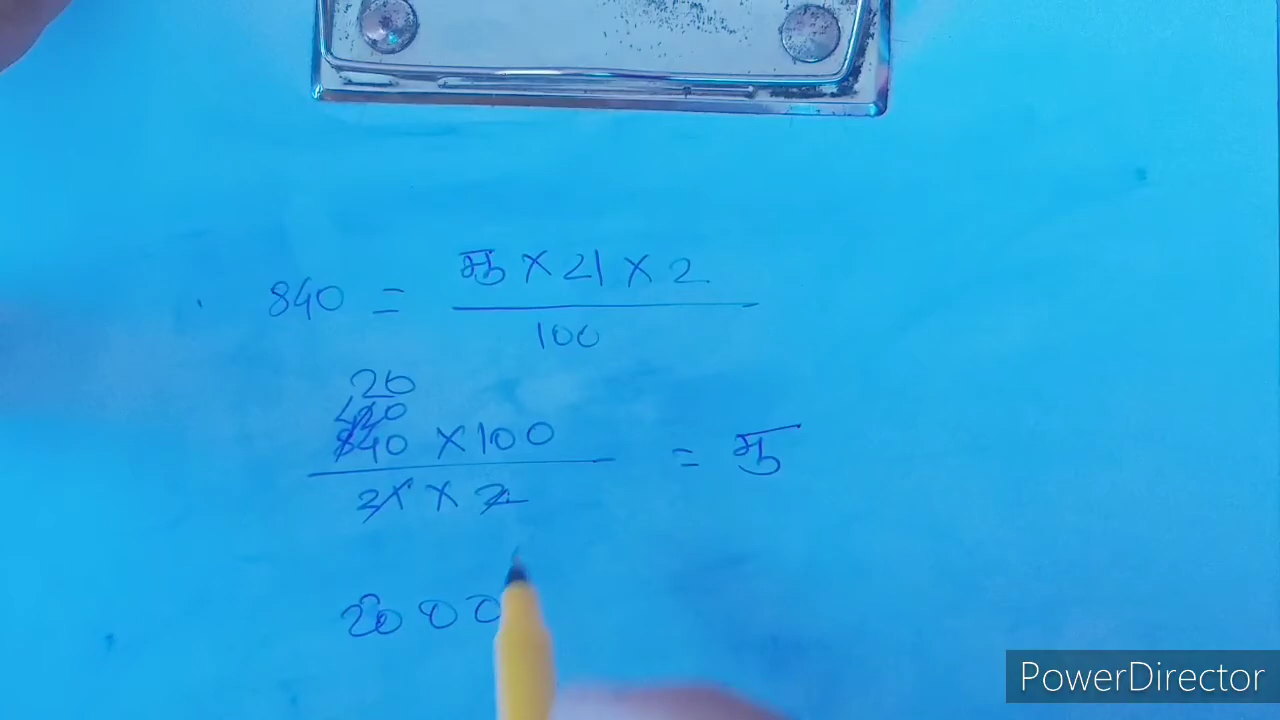 840 = मु × 21 × 2
100
20
420
840 × 100
21 × 2
= मु
2000
PowerDirector